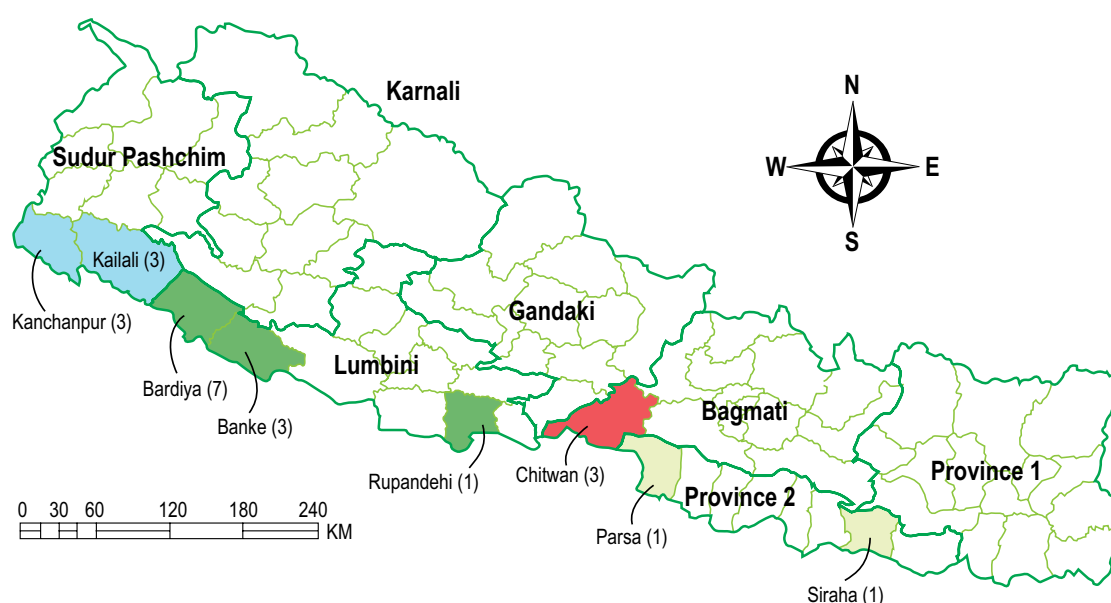 Karnali
N
Sudur Pashchim
W
E
S
Kailali (3)
Kanchanpur (3)
Gandaki
Bardiya (7)
Lumbini
Banke (3)
Bagmati
Rupandehi (1)
Chitwan (3)
Province 1
Province 2
Parsa (1)
Siraha (1)
0 30 60 120 180 240
KM